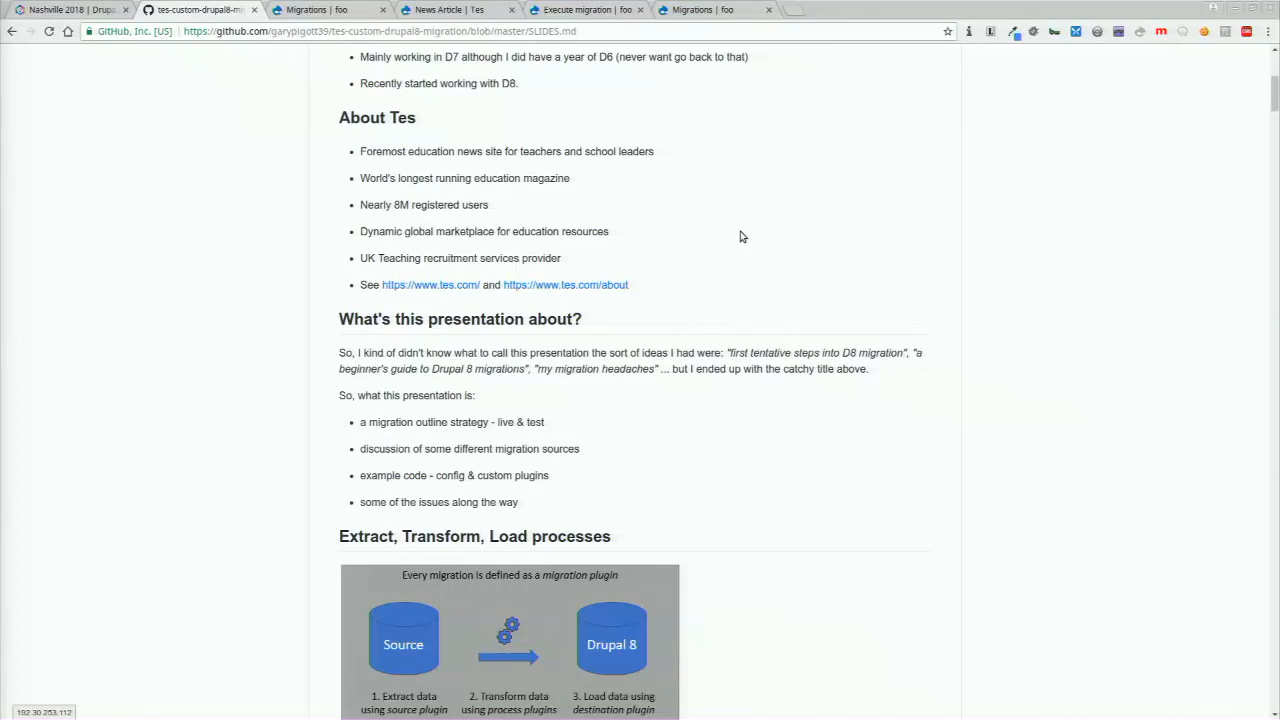 Nashville 2018 | Drupa
tes-custom-drupal8-mi
Migrations | foo
News Article | Tes
Execute migration | foo
Migrations | foo
GitHub, Inc. [US]
https://github.com/garypigott39/tes-custom-drupal8-migration/blob/master/SLIDES.md
Mainly working in D7 although I did have a year of D6 (never want go back to that)
Recently started working with D8.
About Tes
Foremost education news site for teachers and school leaders
World's longest running education magazine
Nearly 8M registered users
Dynamic global marketplace for education resources
UK Teaching recruitment services provider
See https://www.tes.com/ and https://www.tes.com/about
What's this presentation about?
So, I kind of didn't know what to call this presentation the sort of ideas I had were: "first tentative steps into D8 migration", "a
beginner's guide to Drupal 8 migrations", "my migration headaches" ... but I ended up with the catchy title above.
So, what this presentation is:
a migration outline strategy - live & test
discussion of some different migration sources
example code - config & custom plugins
some of the issues along the way
Extract, Transform, Load processes
Every migration is defined as a migration plugin
Source
Drupal 8
1. Extract data
using source plugin
2. Transform data
using process plugins
3. Load data using
destination plugin
192.30.253.112